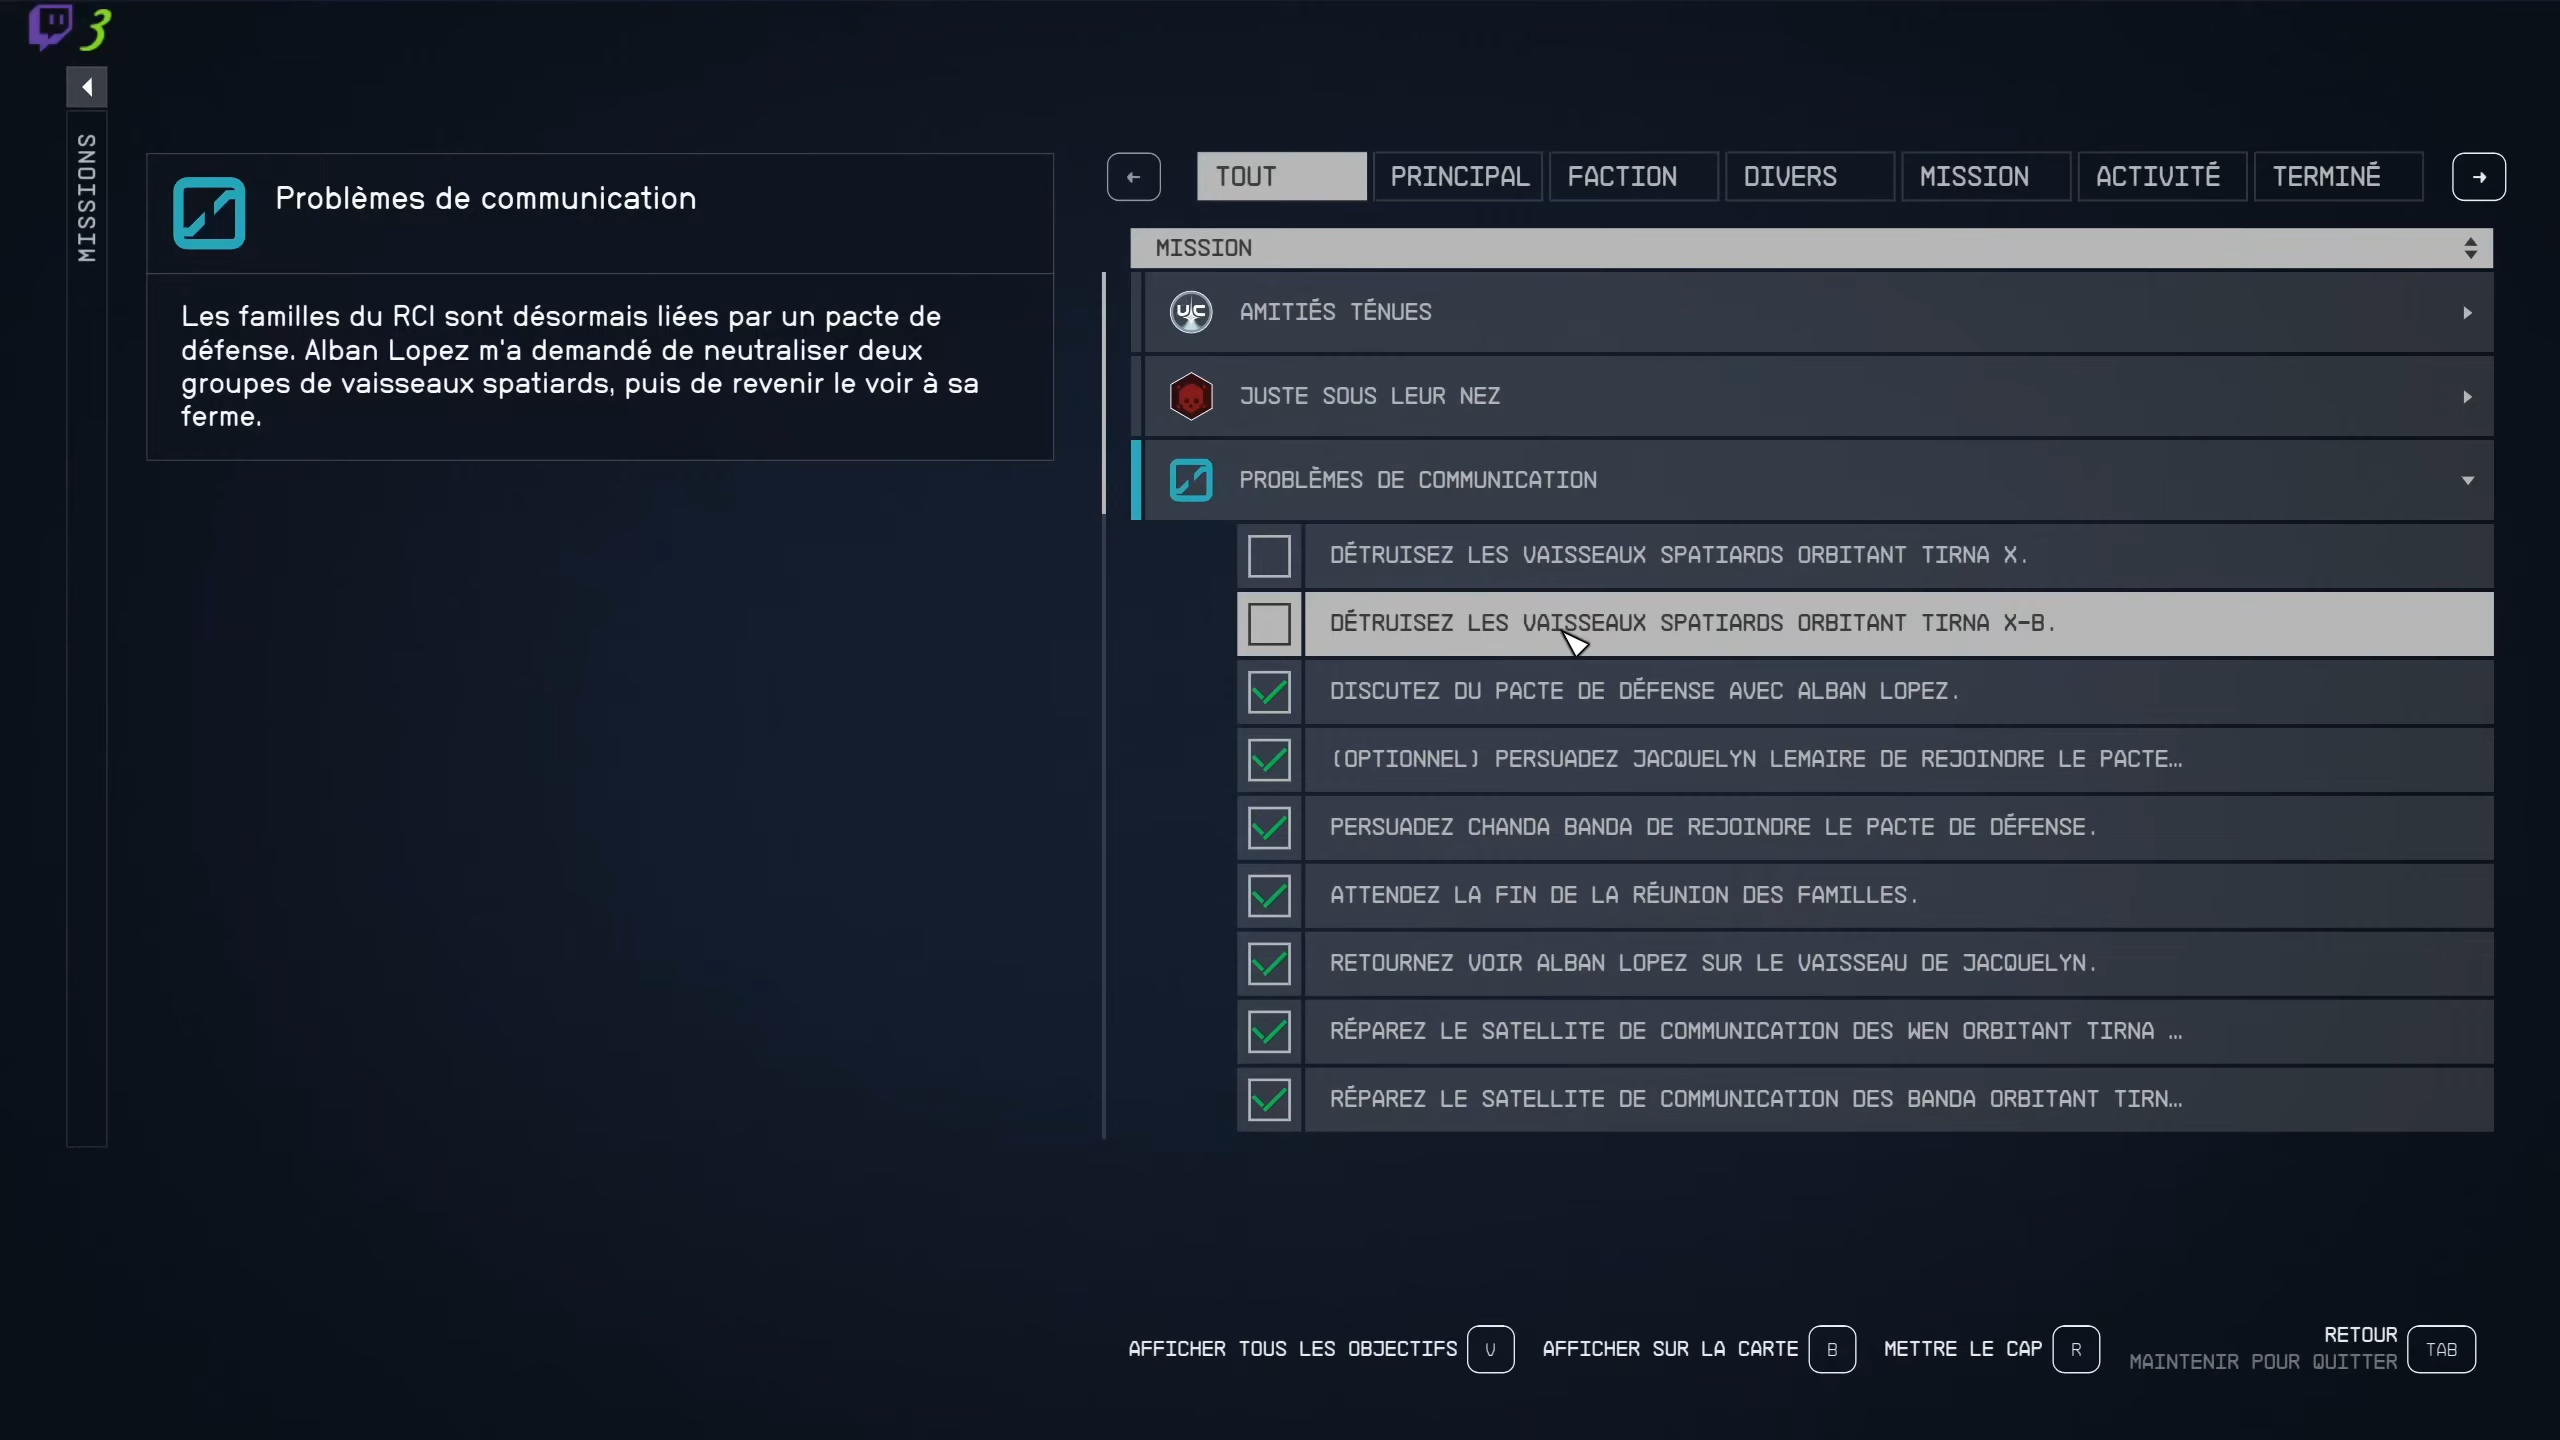 3
MISSIONS
Problèmes de communication
Les familles du RCI sont désormais liées par un pacte de
défense. Alban Lopez m'a demandé de neutraliser deux
groupes de vaisseaux spatiards, puis de revenir le voir à sa
ferme.
TOUT PRINCIPAL FACTION DIVERS MISSION ACTIVITÉ TERMINÉ
MISSION
UC AMITIÉS TÉNUES
JUSTE SOUS LEUR NEZ
PROBLÈMES DE COMMUNICATION
DÉTRUISEZ LES VAISSEAUX SPATIARDS ORBITANT TIRNA X.
DÉTRUISEZ LES VAISSEAUX SPATIARDS ORBITANT TIRNA X-B.
DISCUTEZ DU PACTE DE DÉFENSE AVEC ALBAN LOPEZ.
(OPTIONNEL) PERSUADEZ JACQUELYN LEMAIRE DE REJOINDRE LE PACTE...
PERSUADEZ CHANDA BANDA DE REJOINDRE LE PACTE DE DÉFENSE.
ATTENDEZ LA FIN DE LA RÉUNION DES FAMILLES.
RETOURNEZ VOIR ALBAN LOPEZ SUR LE VAISSEAU DE JACQUELYN.
RÉPAREZ LE SATELLITE DE COMMUNICATION DES WEN ORBITANT TIRNA ...
RÉPAREZ LE SATELLITE DE COMMUNICATION DES BANDA ORBITANT TIRN...
AFFICHER TOUS LES OBJECTIFS V AFFICHER SUR LA CARTE B METTRE LE CAP R RETOUR TAB
MAINTENIR POUR QUITTER